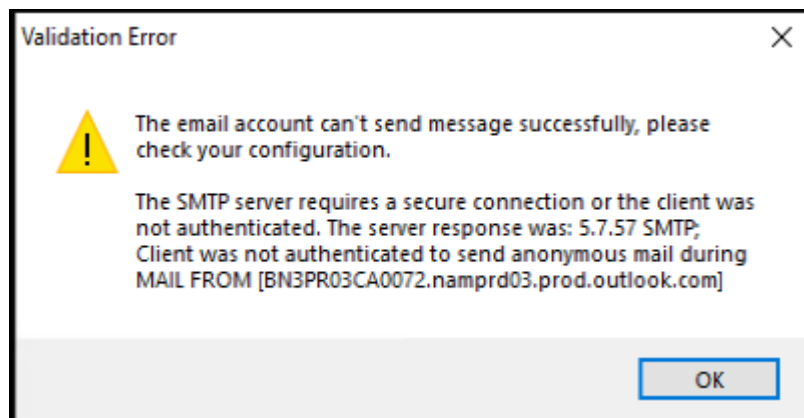 Validation Error
The email account can't send message successfully, please
check your configuration.
The SMTP server requires a secure connection or the client was
not authenticated. The server response was: 5.7.57 SMTP;
Client was not authenticated to send anonymous mail during
MAIL FROM [BN3PR03CA0072.namprd03.prod.outlook.com]
OK